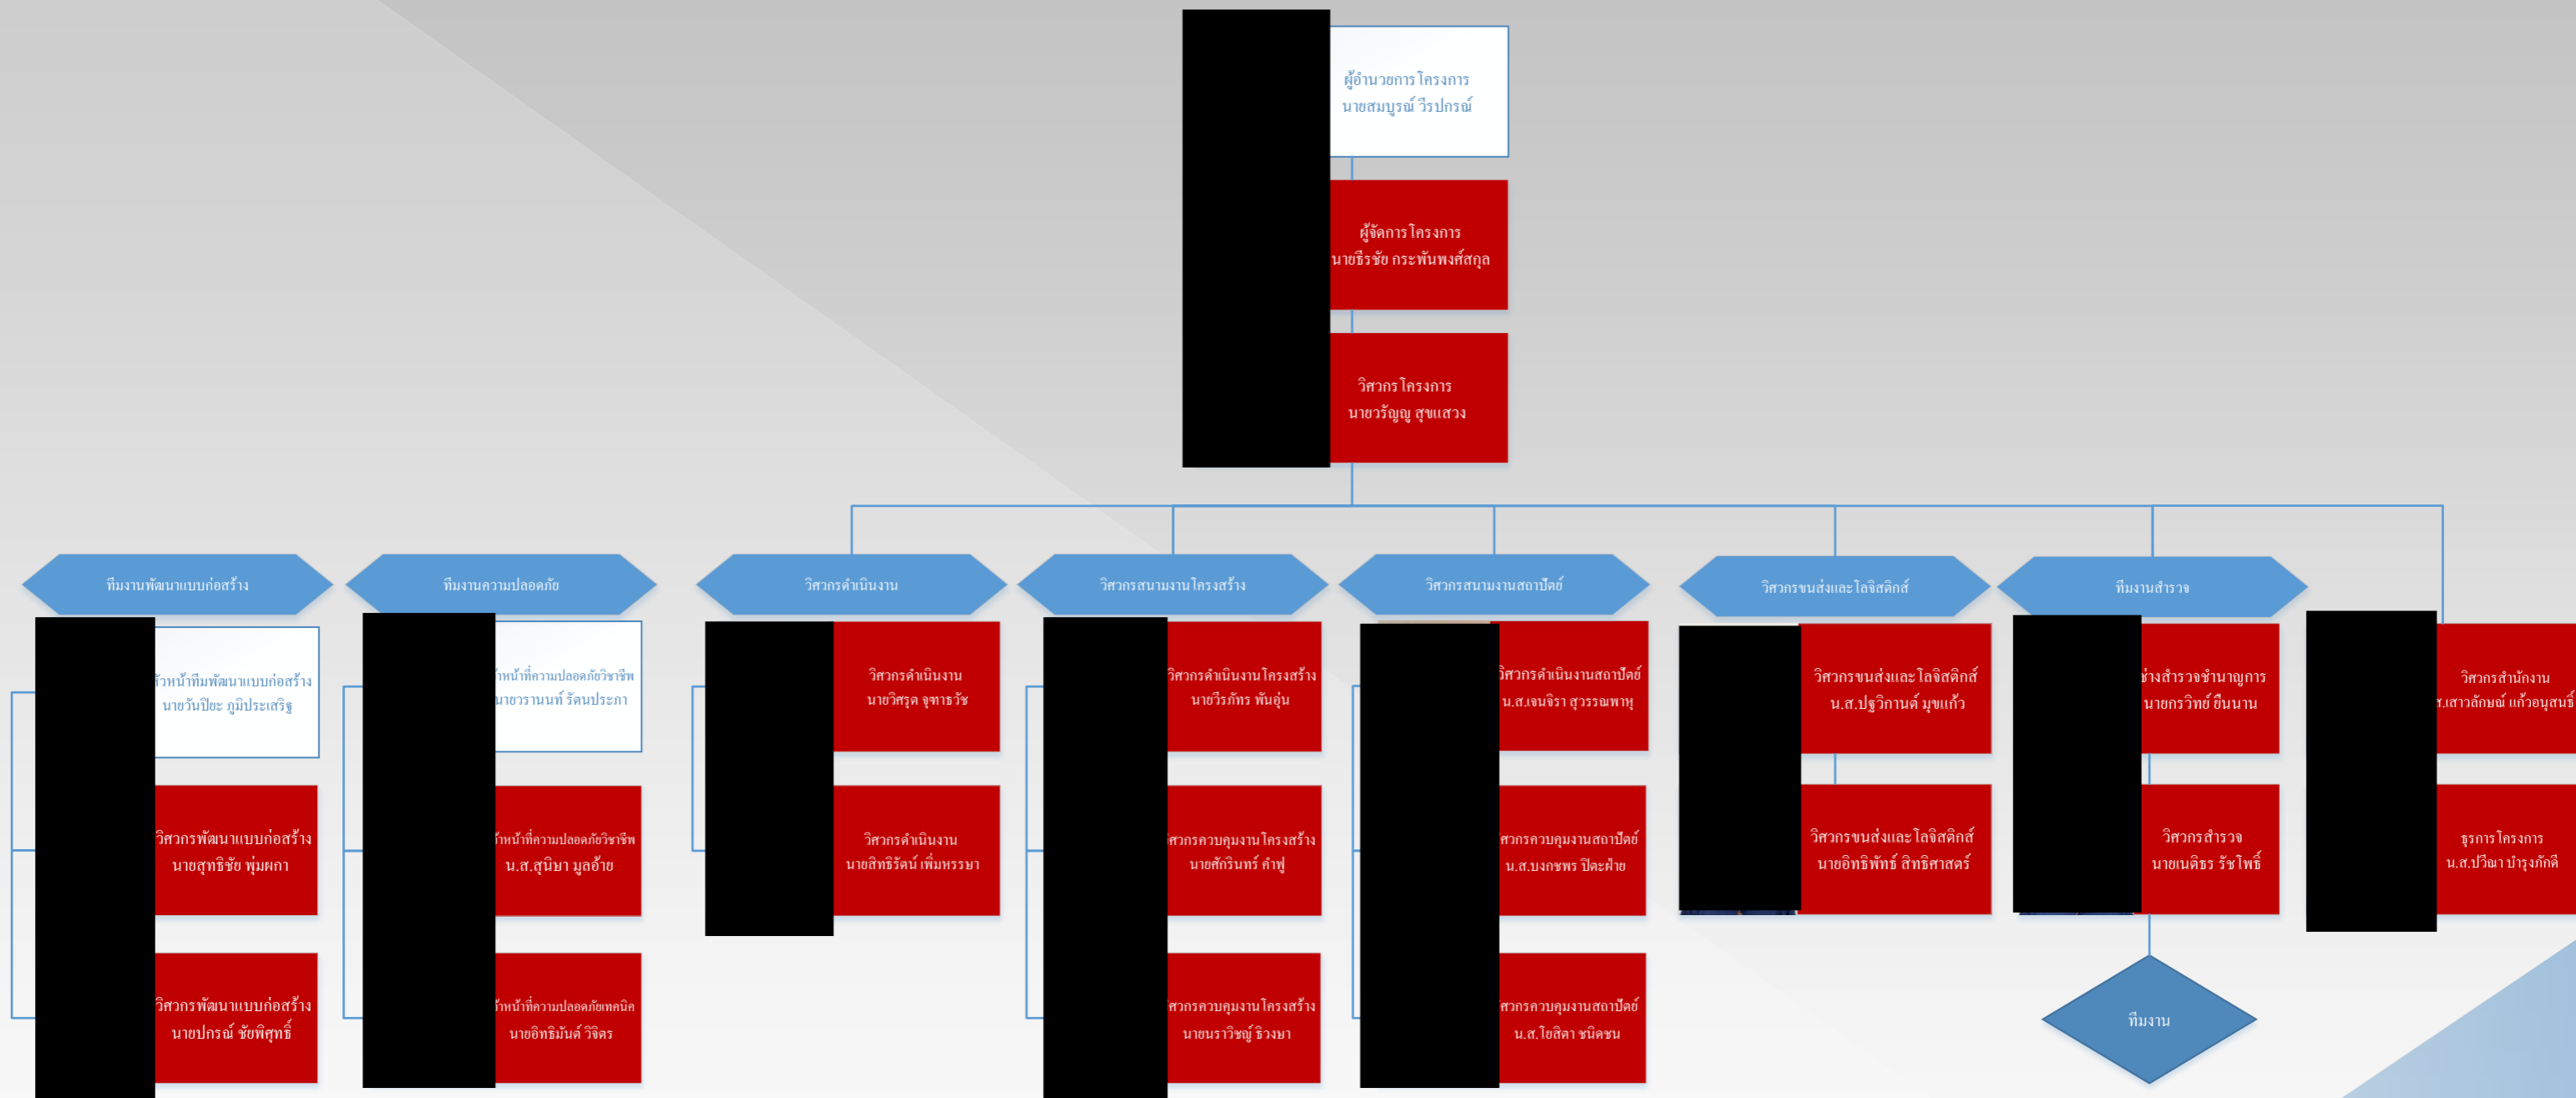 ผู้อำนวยการโครงการ
นายสมบูรณ์ วีรปกรณ์
ผู้จัดการโครงการ
นายธีรชัย กระพันพงศ์สกุล
วิศวกรโครงการ
นายวรัญญู สุขแสวง
ทีมงานพัฒนาแบบก่อสร้าง
ทีมงานความปลอดภัย
วิศวกรดำเนินงาน
วิศวกรสนามงานโครงสร้าง
วิศวกรสนามงานสถาปัตย์
วิศวกรขนส่งและโลจิสติกส์
ทีมงานสำรวจ
หัวหน้าทีมพัฒนาแบบก่อสร้าง
นายวันปิยะ ภูมิประเสริฐ
วิศวกรพัฒนาแบบก่อสร้าง
นายสุทธิชัย พุ่มผกา
วิศวกรพัฒนาแบบก่อสร้าง
นายปกรณ์ ชัยพิศุทธิ์
หน้าที่ความปลอดภัยวิชาชีพ
นายวรานนท์ รัตนประภา
หน้าที่ความปลอดภัยวิชาชีพ
น.ส.สุนิษา มูลอ้าย
หน้าที่ความปลอดภัยเทคนิค
นายอิทธิมันต์ วิจิตร
วิศวกรดำเนินงาน
นายวิศรุต จุฑาธวัช
วิศวกรดำเนินงาน
นายสิทธิรัตน์ เพิ่มหรรษา
วิศวกรดำเนินงานโครงสร้าง
นายวีรภัทร พันอุ่น
วิศวกรควบคุมงานโครงสร้าง
นายศักรินทร์ คำฟู
วิศวกรควบคุมงานโครงสร้าง
นายนราวิชญ์ ธิวงษา
วิศวกรดำเนินงานสถาปัตย์
น.ส.เจนจิรา สุวรรณพาหุ
วิศวกรควบคุมงานสถาปัตย์
น.ส.บงกชพร ปิตะฝ่าย
วิศวกรควบคุมงานสถาปัตย์
น.ส.โยสิตา ชนิดชน
วิศวกรขนส่งและโลจิสติกส์
น.ส.ปฐวิกานต์ มุขแก้ว
วิศวกรขนส่งและโลจิสติกส์
นายอิทธิพัทธ์ สิทธิศาสตร์
ช่างสำรวจชำนาญการ
นายกรวิทย์ ยืนนาน
วิศวกรสำรวจ
นายเนติธร รัชโพธิ์
ทีมงาน
วิศวกรสำนักงาน
ส.เสาวลักษณ์ แก้วอนุสนธิ์
ธุรการโครงการ
น.ส.ปวีณา บำรุงภักดี